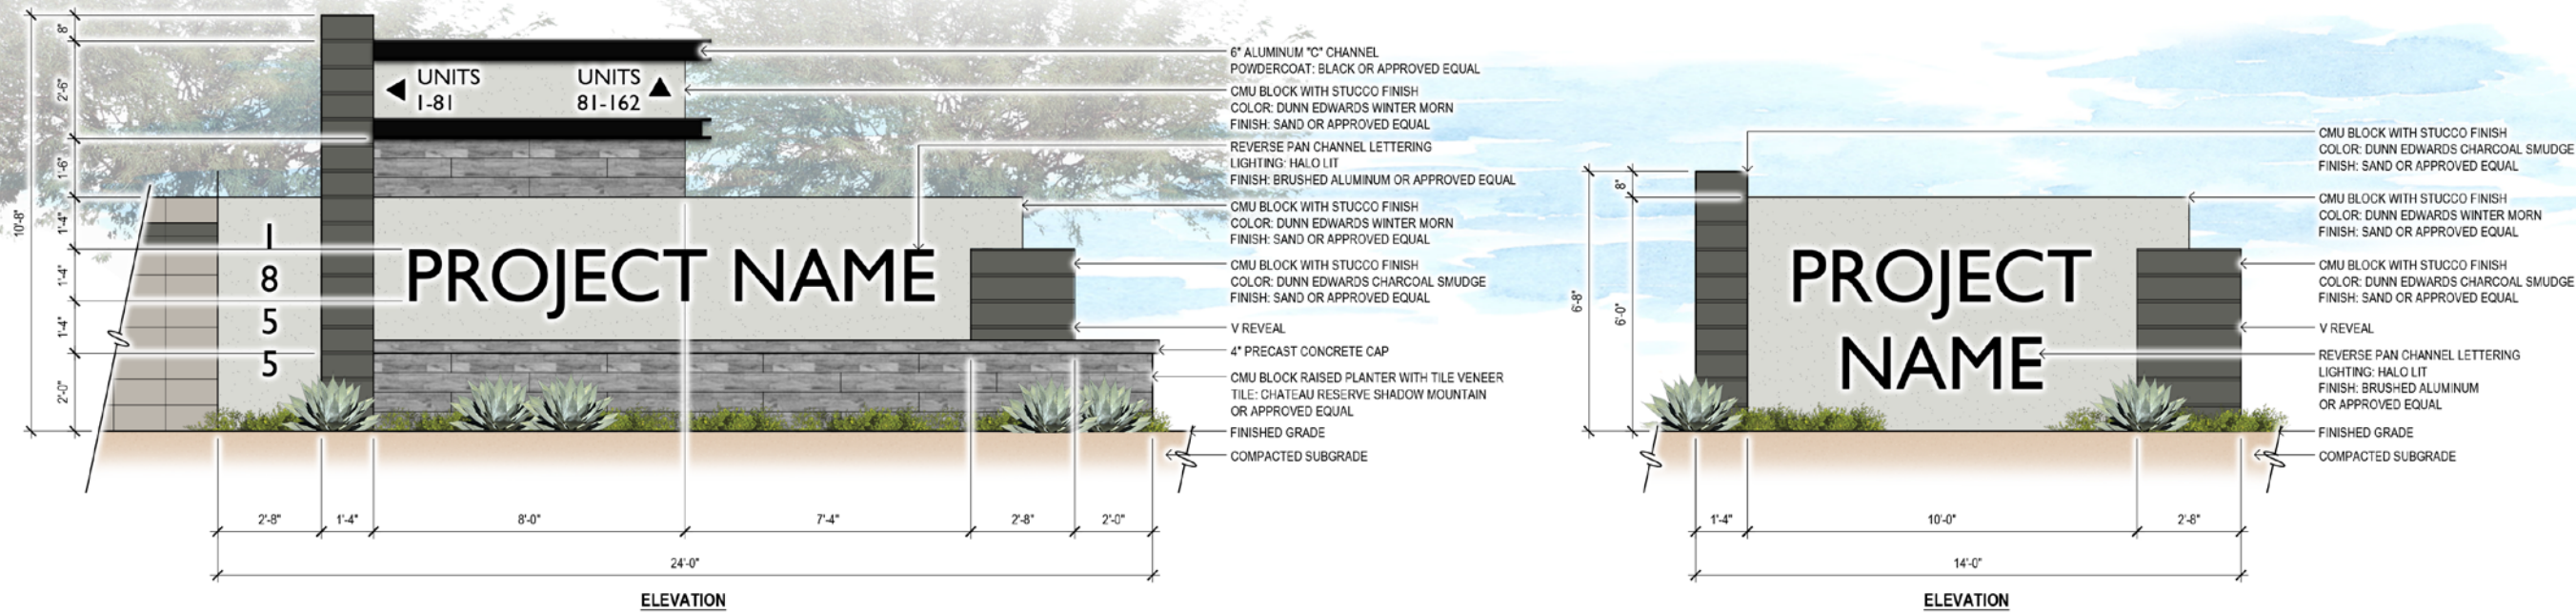 8"
2'-6"
1'-6"
1'-4"
1'-4"
1'-4"
2'-0"
10'-8"
UNITS
1-81
UNITS
81-162
1
8
5
5
PROJECT NAME
6" ALUMINUM "C" CHANNEL
POWDERCOAT: BLACK OR APPROVED EQUAL
CMU BLOCK WITH STUCCO FINISH
COLOR: DUNN EDWARDS WINTER MORN
FINISH: SAND OR APPROVED EQUAL
REVERSE PAN CHANNEL LETTERING
LIGHTING: HALO LIT
FINISH: BRUSHED ALUMINUM OR APPROVED EQUAL
CMU BLOCK WITH STUCCO FINISH
COLOR: DUNN EDWARDS WINTER MORN
FINISH: SAND OR APPROVED EQUAL
CMU BLOCK WITH STUCCO FINISH
COLOR: DUNN EDWARDS CHARCOAL SMUDGE
FINISH: SAND OR APPROVED EQUAL
V REVEAL
4" PRECAST CONCRETE CAP
CMU BLOCK RAISED PLANTER WITH TILE VENEER
TILE: CHATEAU RESERVE SHADOW MOUNTAIN
OR APPROVED EQUAL
FINISHED GRADE
COMPACTED SUBGRADE
2'-8"
1'-4"
8'-0"
7'-4"
2'-8"
2'-0"
24'-0"
ELEVATION
8"
6'-8"
6'-0"
PROJECT
NAME
CMU BLOCK WITH STUCCO FINISH
COLOR: DUNN EDWARDS CHARCOAL SMUDGE
FINISH: SAND OR APPROVED EQUAL
CMU BLOCK WITH STUCCO FINISH
COLOR: DUNN EDWARDS WINTER MORN
FINISH: SAND OR APPROVED EQUAL
CMU BLOCK WITH STUCCO FINISH
COLOR: DUNN EDWARDS CHARCOAL SMUDGE
FINISH: SAND OR APPROVED EQUAL
V REVEAL
REVERSE PAN CHANNEL LETTERING
LIGHTING: HALO LIT
FINISH: BRUSHED ALUMINUM
OR APPROVED EQUAL
FINISHED GRADE
COMPACTED SUBGRADE
1'-4"
10'-0"
2'-8"
14'-0"
ELEVATION